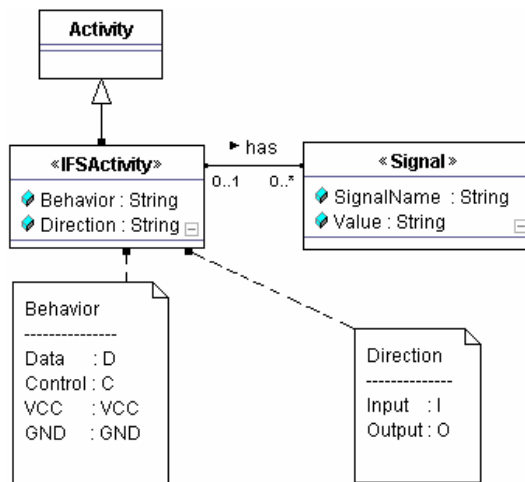 Activity
«IFSActivity»
Behavior : String
Direction : String
has
0..1
0..*
«Signal»
SignalName : String
Value : String
Behavior
---------------
Data : D
Control : C
VCC : VCC
GND : GND
Direction
--------------
Input : I
Output : O